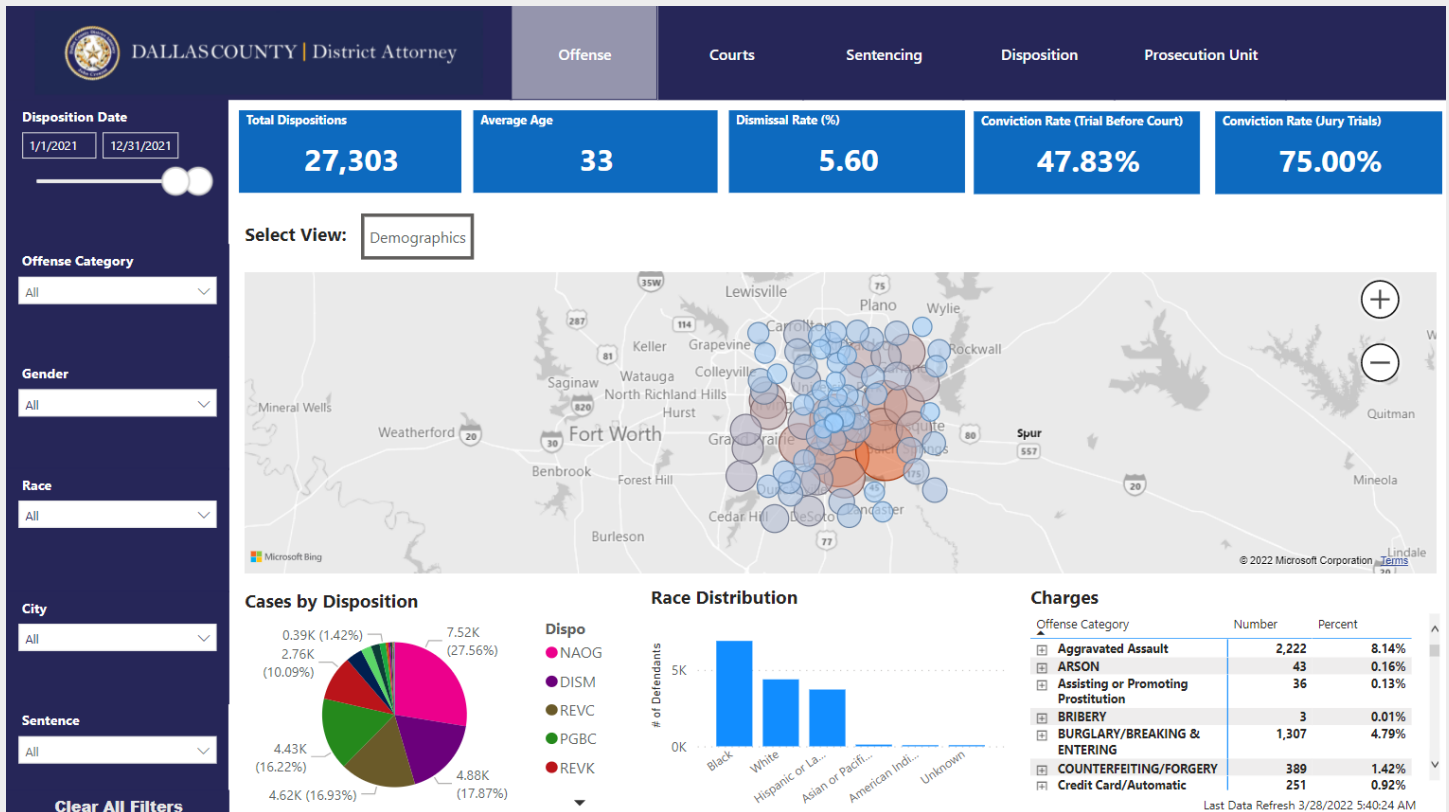 DALLAS COUNTY | District Attorney
Offense
Courts
Sentencing
Disposition
Prosecution Unit
Disposition Date
1/1/2021
12/31/2021
Offense Category
All
Gender
All
Race
All
City
All
Sentence
All
Clear All Filters
Total Dispositions
27,303
Average Age
33
Dismissal Rate (%)
5.60
Conviction Rate (Trial Before Court)
47.83%
Conviction Rate (Jury Trials)
75.00%
Select View:
Demographics
35W
Lewisville
75
Plano
Wylie
287
114
Carrollton
Keller
Grapevine
Rockwall
81
Colleyville
Watauga
Saginaw
North Richland Hills
820
Hurst
Mineral Wells
Quitman
Weatherford
20
30
Fort Worth
Grand Prairie
Mesquite
80
Spur
557
Benbrook
Forest Hill
175
20
Mineola
45
Cedar Hill
DeSoto
Lancaster
Burleson
77
Lindale
20
Microsoft Bing
© 2022 Microsoft Corporation
Terms
Cases by Disposition
0.39K (1.42%)
7.52K
(27.56%)
2.76K
(10.09%)
4.43K
(16.22%)
4.62K (16.93%)
4.88K
(17.87%)
Dispo
NAOG
DISM
REVC
PGBC
REVK
Race Distribution
# of Defendants
5K
0K
Black
White
Hispanic or La...
Asian or Pacifi...
American Indi...
Unknown
Charges
Offense Category Number Percent
Aggravated Assault 2,222 8.14%
ARSON 43 0.16%
Assisting or Promoting 36 0.13%
Prostitution
BRIBERY 3 0.01%
BURGLARY/BREAKING & 1,307 4.79%
ENTERING
COUNTERFEITING/FORGERY 389 1.42%
Credit Card/Automatic 251 0.92%
Last Data Refresh 3/28/2022 5:40:24 AM